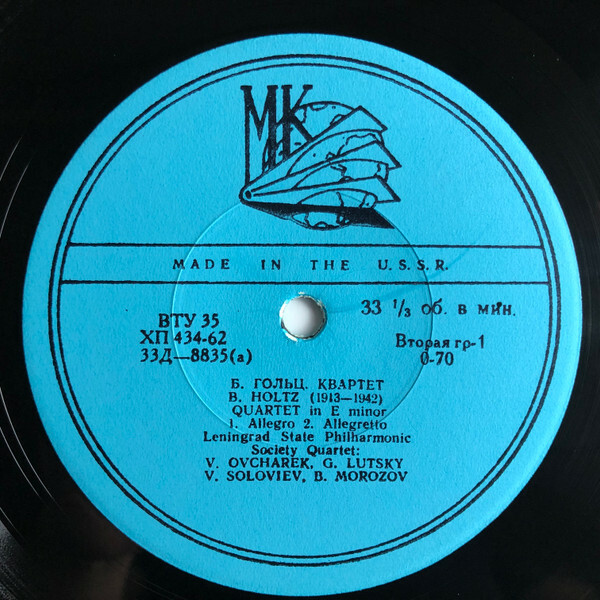 МК
MADE IN THE U.S.S.R.
ВТУ 35
ХП 434-62
33Д—8835(а)
33 1/3 об. в мин.
Вторая гр-1
0-70
Б. ГОЛЬЦ. КВАРТЕТ
B. HOLTZ (1913—1942)
QUARTET in E minor
1. Allegro 2. Allegretto
Leningrad State Philharmonic
Society Quartet:
V. OVCHAREK, G. LUTSKY
V. SOLOVIEV, B. MOROZOV